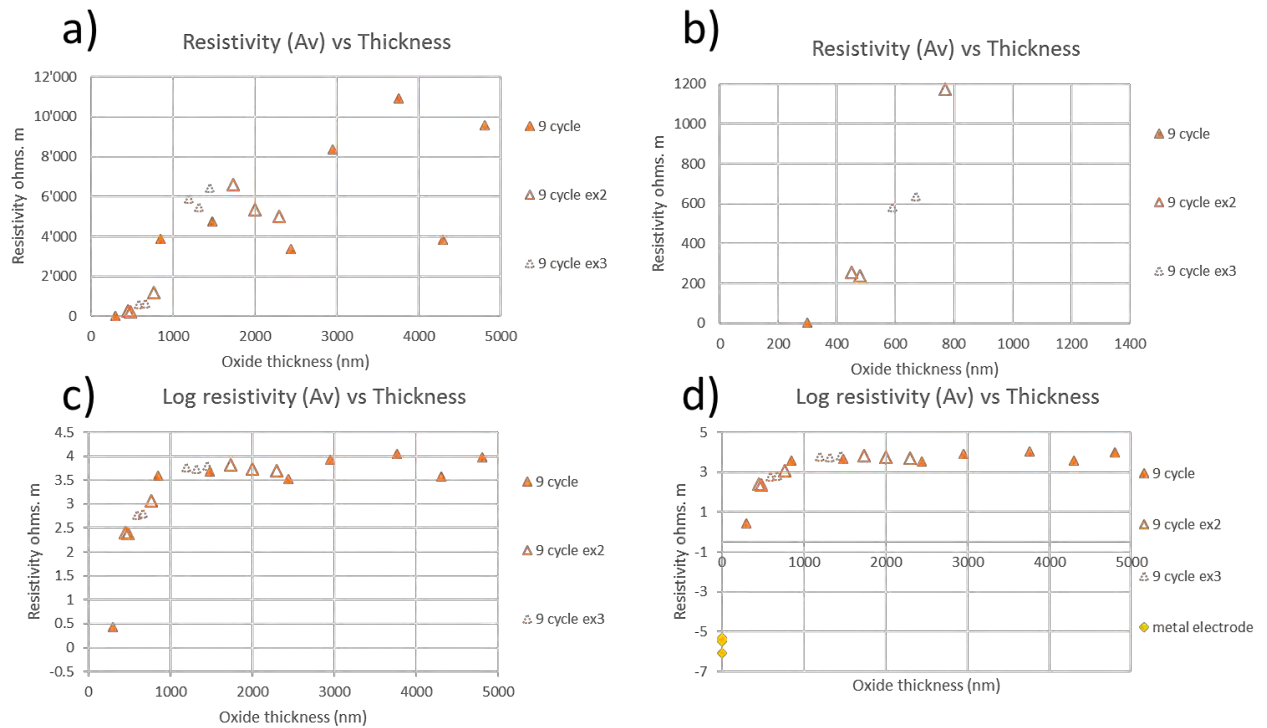 a)
Resistivity (Av) vs Thickness
12'000
10'000
8'000
6'000
4'000
2'000
0
0 1000 2000 3000 4000 5000
Resistivity ohms. m
Oxide thickness (nm)
9 cycle
9 cycle ex2
9 cycle ex3
b)
Resistivity (Av) vs Thickness
1200
1000
800
600
400
200
0
0 200 400 600 800 1000 1200 1400
Resistivity ohms. m
Oxide thickness (nm)
9 cycle
9 cycle ex2
9 cycle ex3
c)
Log resistivity (Av) vs Thickness
4.5
4
3.5
3
2.5
2
1.5
1
0.5
0
-0.5
0 1000 2000 3000 4000 5000
Resistivity ohms. m
Oxide thickness (nm)
9 cycle
9 cycle ex2
9 cycle ex3
d)
Log resistivity (Av) vs Thickness
5
3
1
-1
-3
-5
-7
0 1000 2000 3000 4000 5000
Resistivity ohms. m
Oxide thickness (nm)
9 cycle
9 cycle ex2
9 cycle ex3
metal electrode